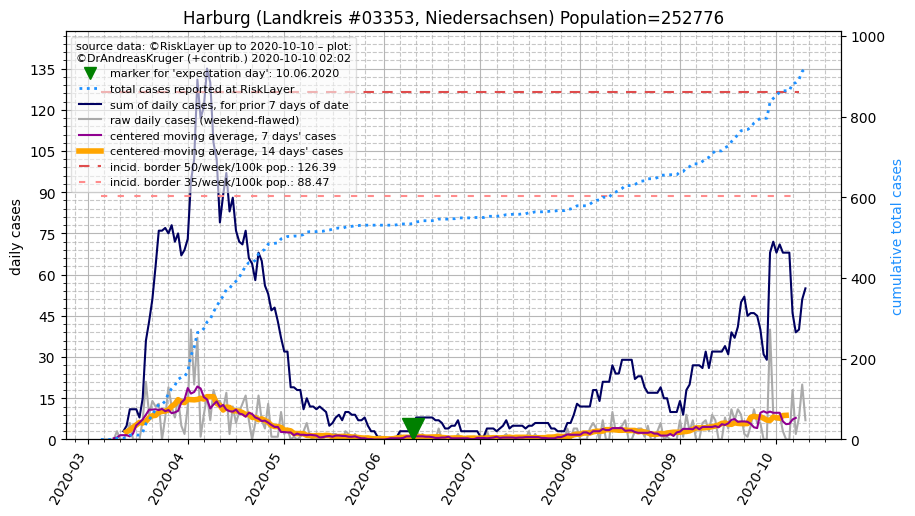 Harburg (Landkreis #03353, Niedersachsen) Population=252776
source data: ©RiskLayer up to 2020-10-10 – plot:
©DrAndreasKruger (+contrib.) 2020-10-10 02:02
marker for 'expectation day': 10.06.2020
total cases reported at RiskLayer
sum of daily cases, for prior 7 days of date
raw daily cases (weekend-flawed)
centered moving average, 7 days' cases
centered moving average, 14 days' cases
incid. border 50/week/100k pop.: 126.39
incid. border 35/week/100k pop.: 88.47
daily cases
135
120
105
90
75
60
45
30
15
0
1000
800
600
400
200
0
cumulative total cases
2020-03
2020-04
2020-05
2020-06
2020-07
2020-08
2020-09
2020-10